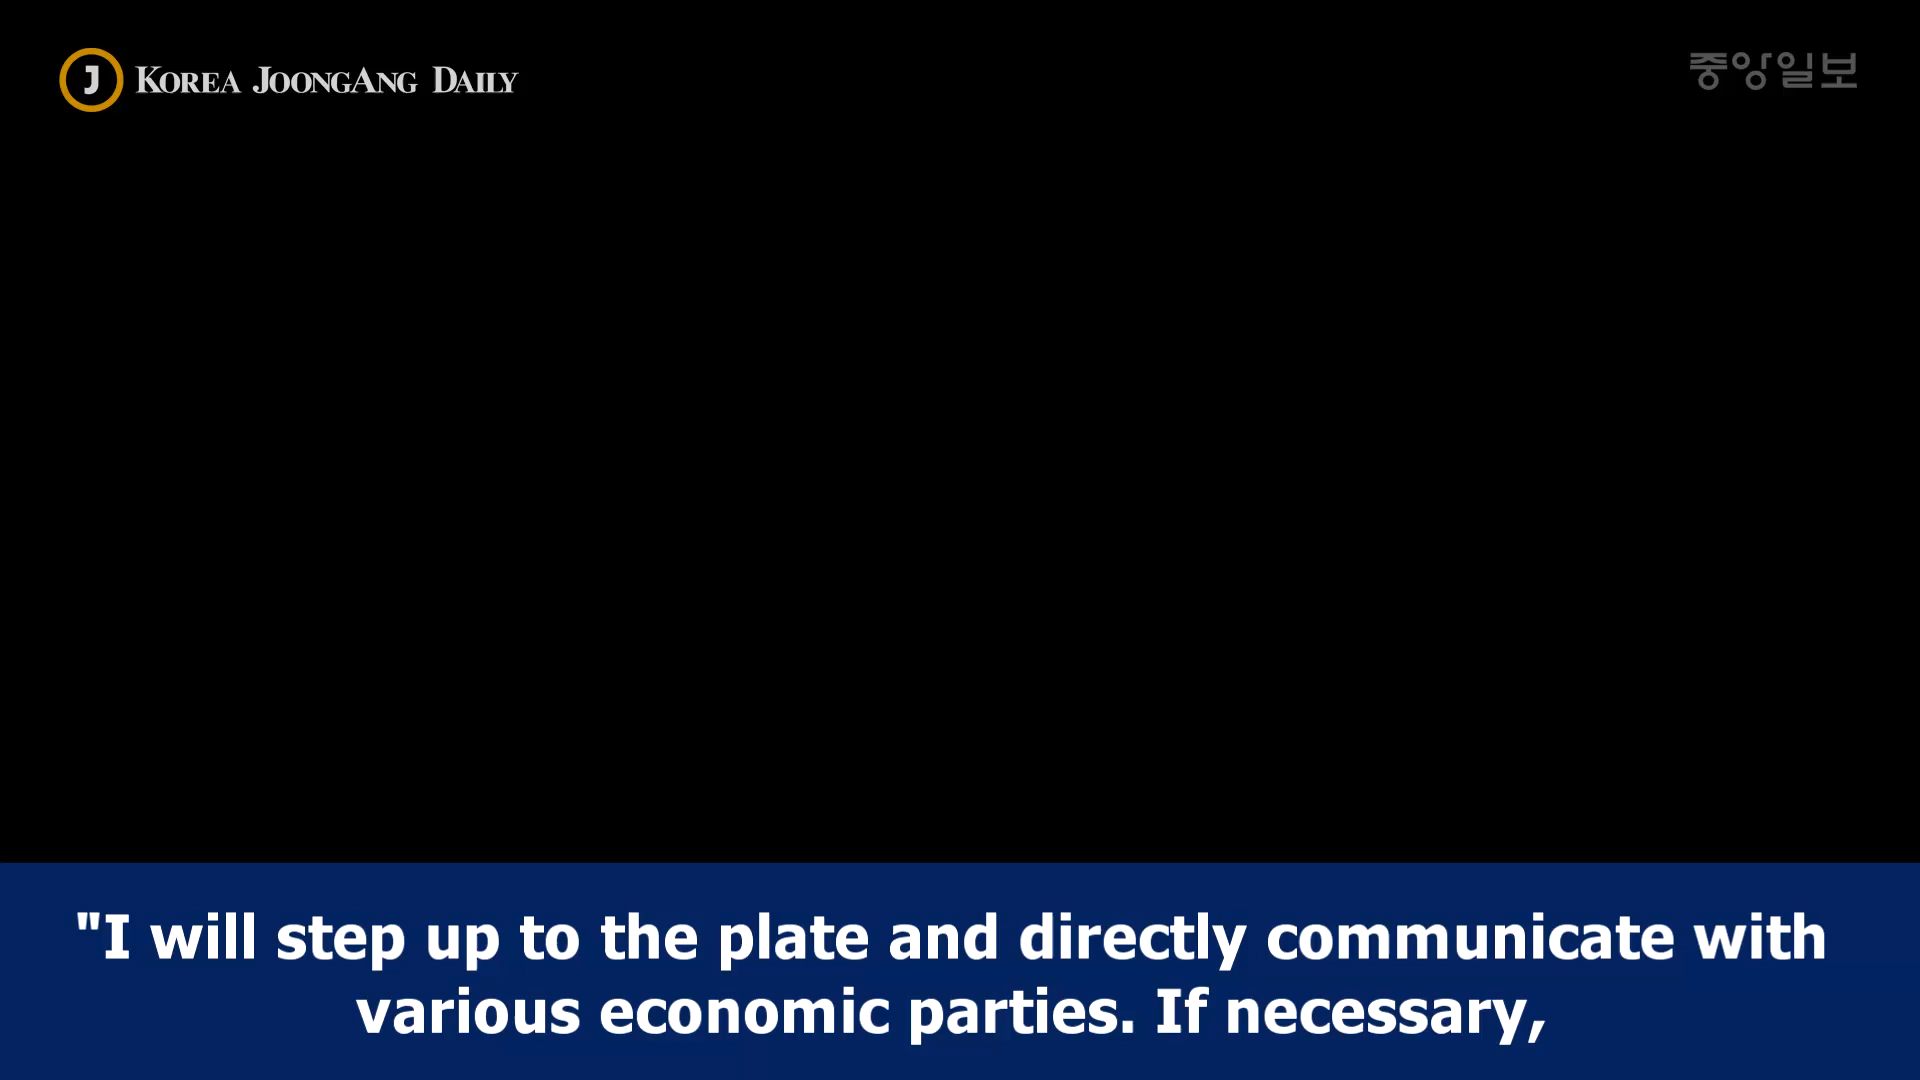 J KOREA JOONGANG DAILY
중앙일보
"I will step up to the plate and directly communicate with
various economic parties. If necessary,